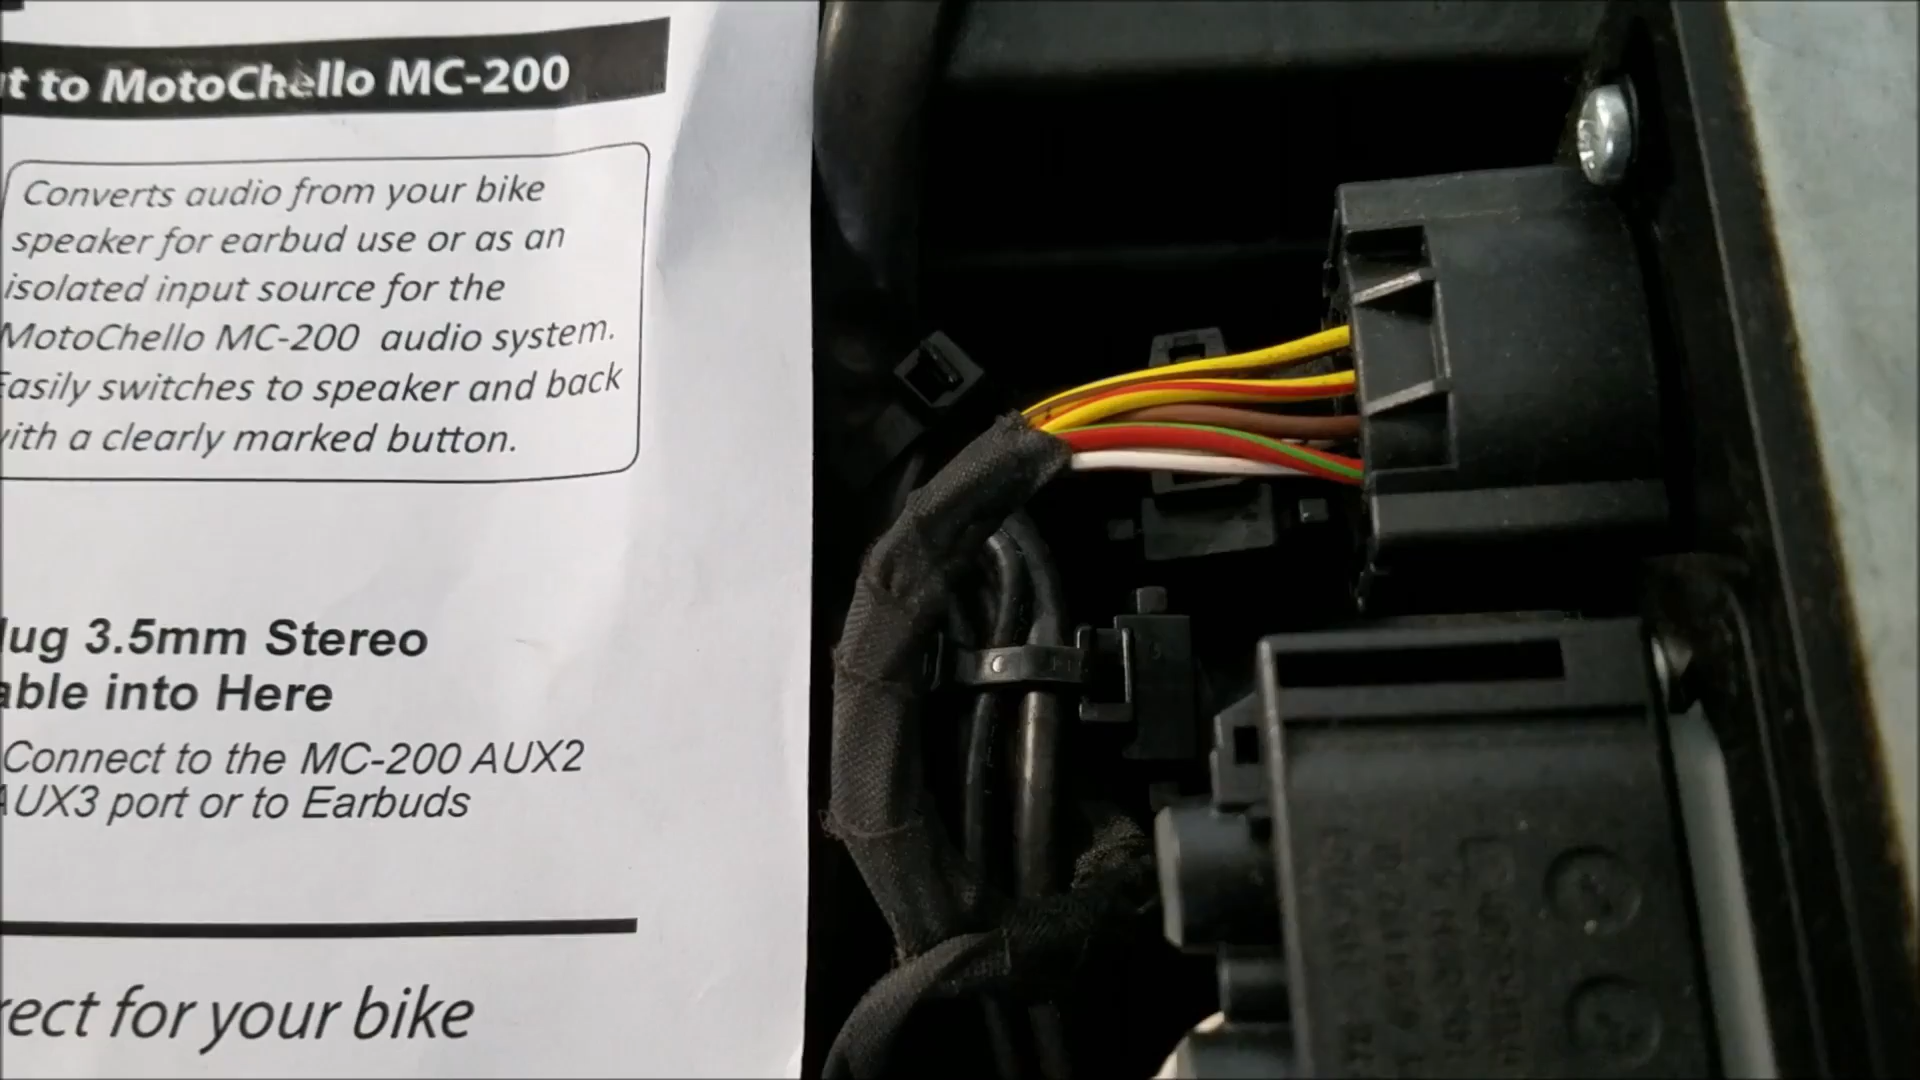 t to MotoChello MC-200
Converts audio from your bike
speaker for earbud use or as an
isolated input source for the
MotoChello MC-200 audio system.
Easily switches to speaker and back
with a clearly marked button.
lug 3.5mm Stereo
able into Here
Connect to the MC-200 AUX2
AUX3 port or to Earbuds
rect for your bike